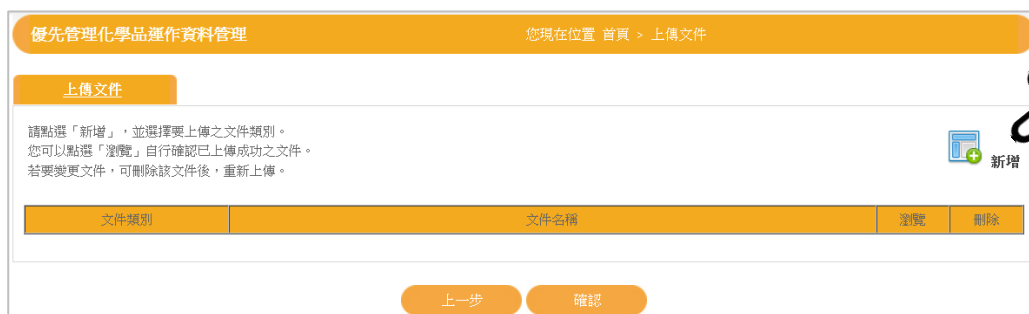 優先管理化學品運作資料管理
您現在位置 首頁 > 上傳文件
上傳文件
請點選「新增」，並選擇要上傳之文件類別。
您可以點選「瀏覽」自行確認已上傳成功之文件。
若要變更文件，可刪除該文件後，重新上傳。
新增
文件類別 文件名稱 瀏覽 刪除
上一步 確認